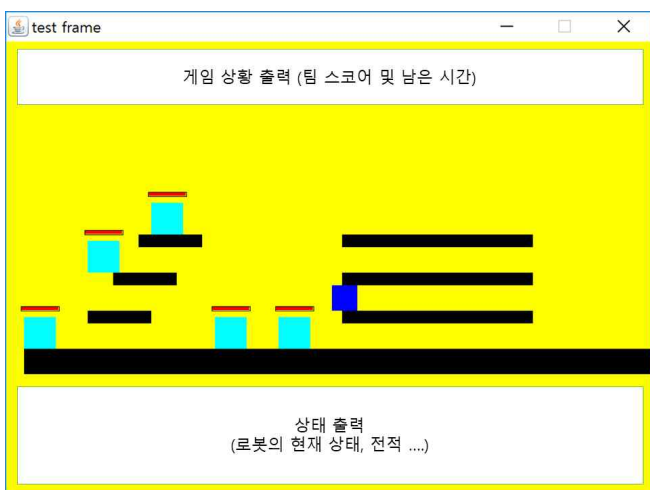 test frame
게임 상황 출력 (팀 스코어 및 남은 시간)
상태 출력
(로봇의 현재 상태, 전적 ....)